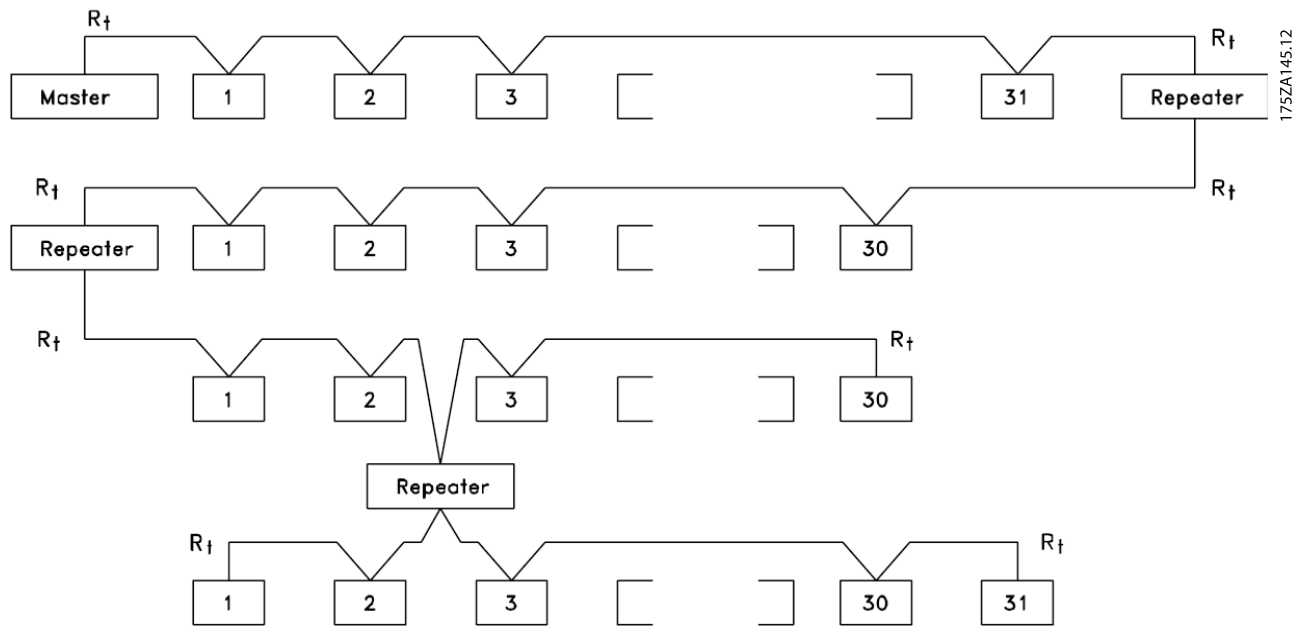 Rt Rt
Master 1 2 3 31 Repeater
175ZA145.12
Rt Rt
Repeater 1 2 3 30
Rt Rt
1 2 3 30
Repeater
Rt Rt
1 2 3 30 31